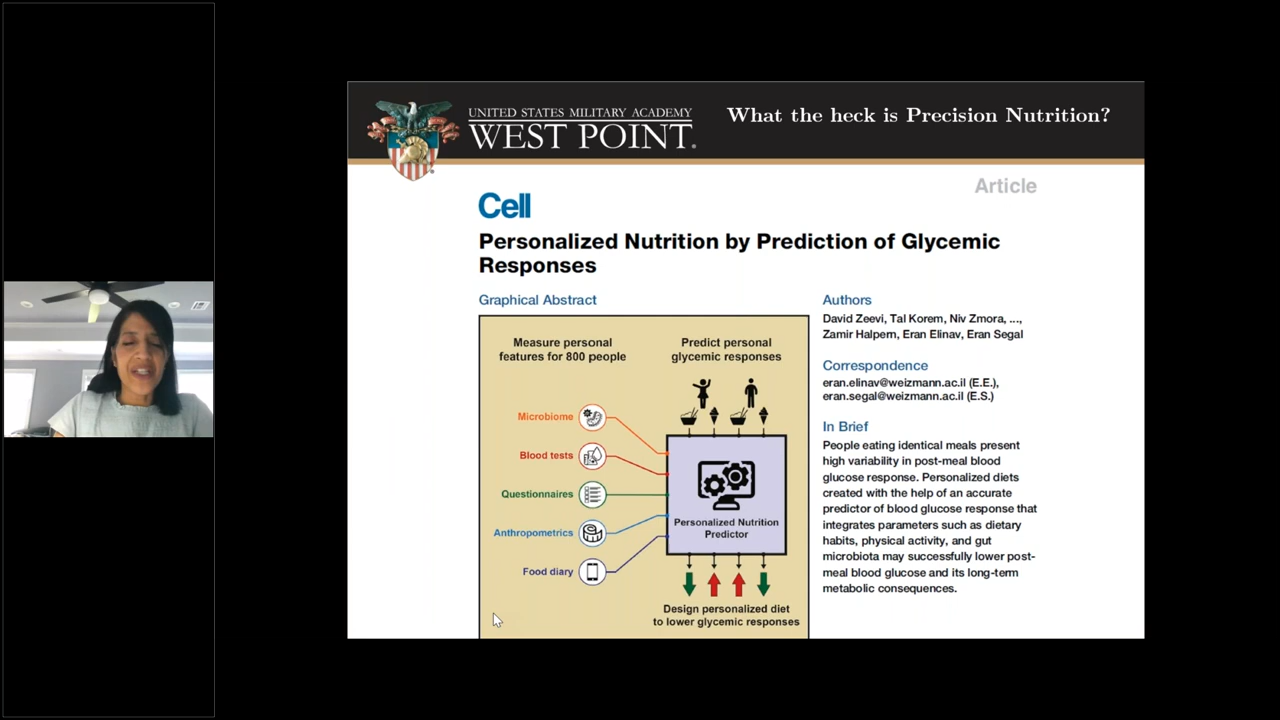 UNITED STATES MILITARY ACADEMY
WEST POINT®
What the heck is Precision Nutrition?
Article
Cell
Personalized Nutrition by Prediction of Glycemic
Responses
Graphical Abstract
Measure personal
features for 800 people
Predict personal
glycemic responses
Microbiome
Blood tests
Questionnaires
Anthropometrics
Food diary
Personalized Nutrition
Predictor
Design personalized diet
to lower glycemic responses
Authors
David Zeevi, Tal Korem, Niv Zmora, ...,
Zamir Halpern, Eran Elinav, Eran Segal
Correspondence
eran.elinav@weizmann.ac.il (E.E.),
eran.segal@weizmann.ac.il (E.S.)
In Brief
People eating identical meals present
high variability in post-meal blood
glucose response. Personalized diets
created with the help of an accurate
predictor of blood glucose response that
integrates parameters such as dietary
habits, physical activity, and gut
microbiota may successfully lower post-
meal blood glucose and its long-term
metabolic consequences.